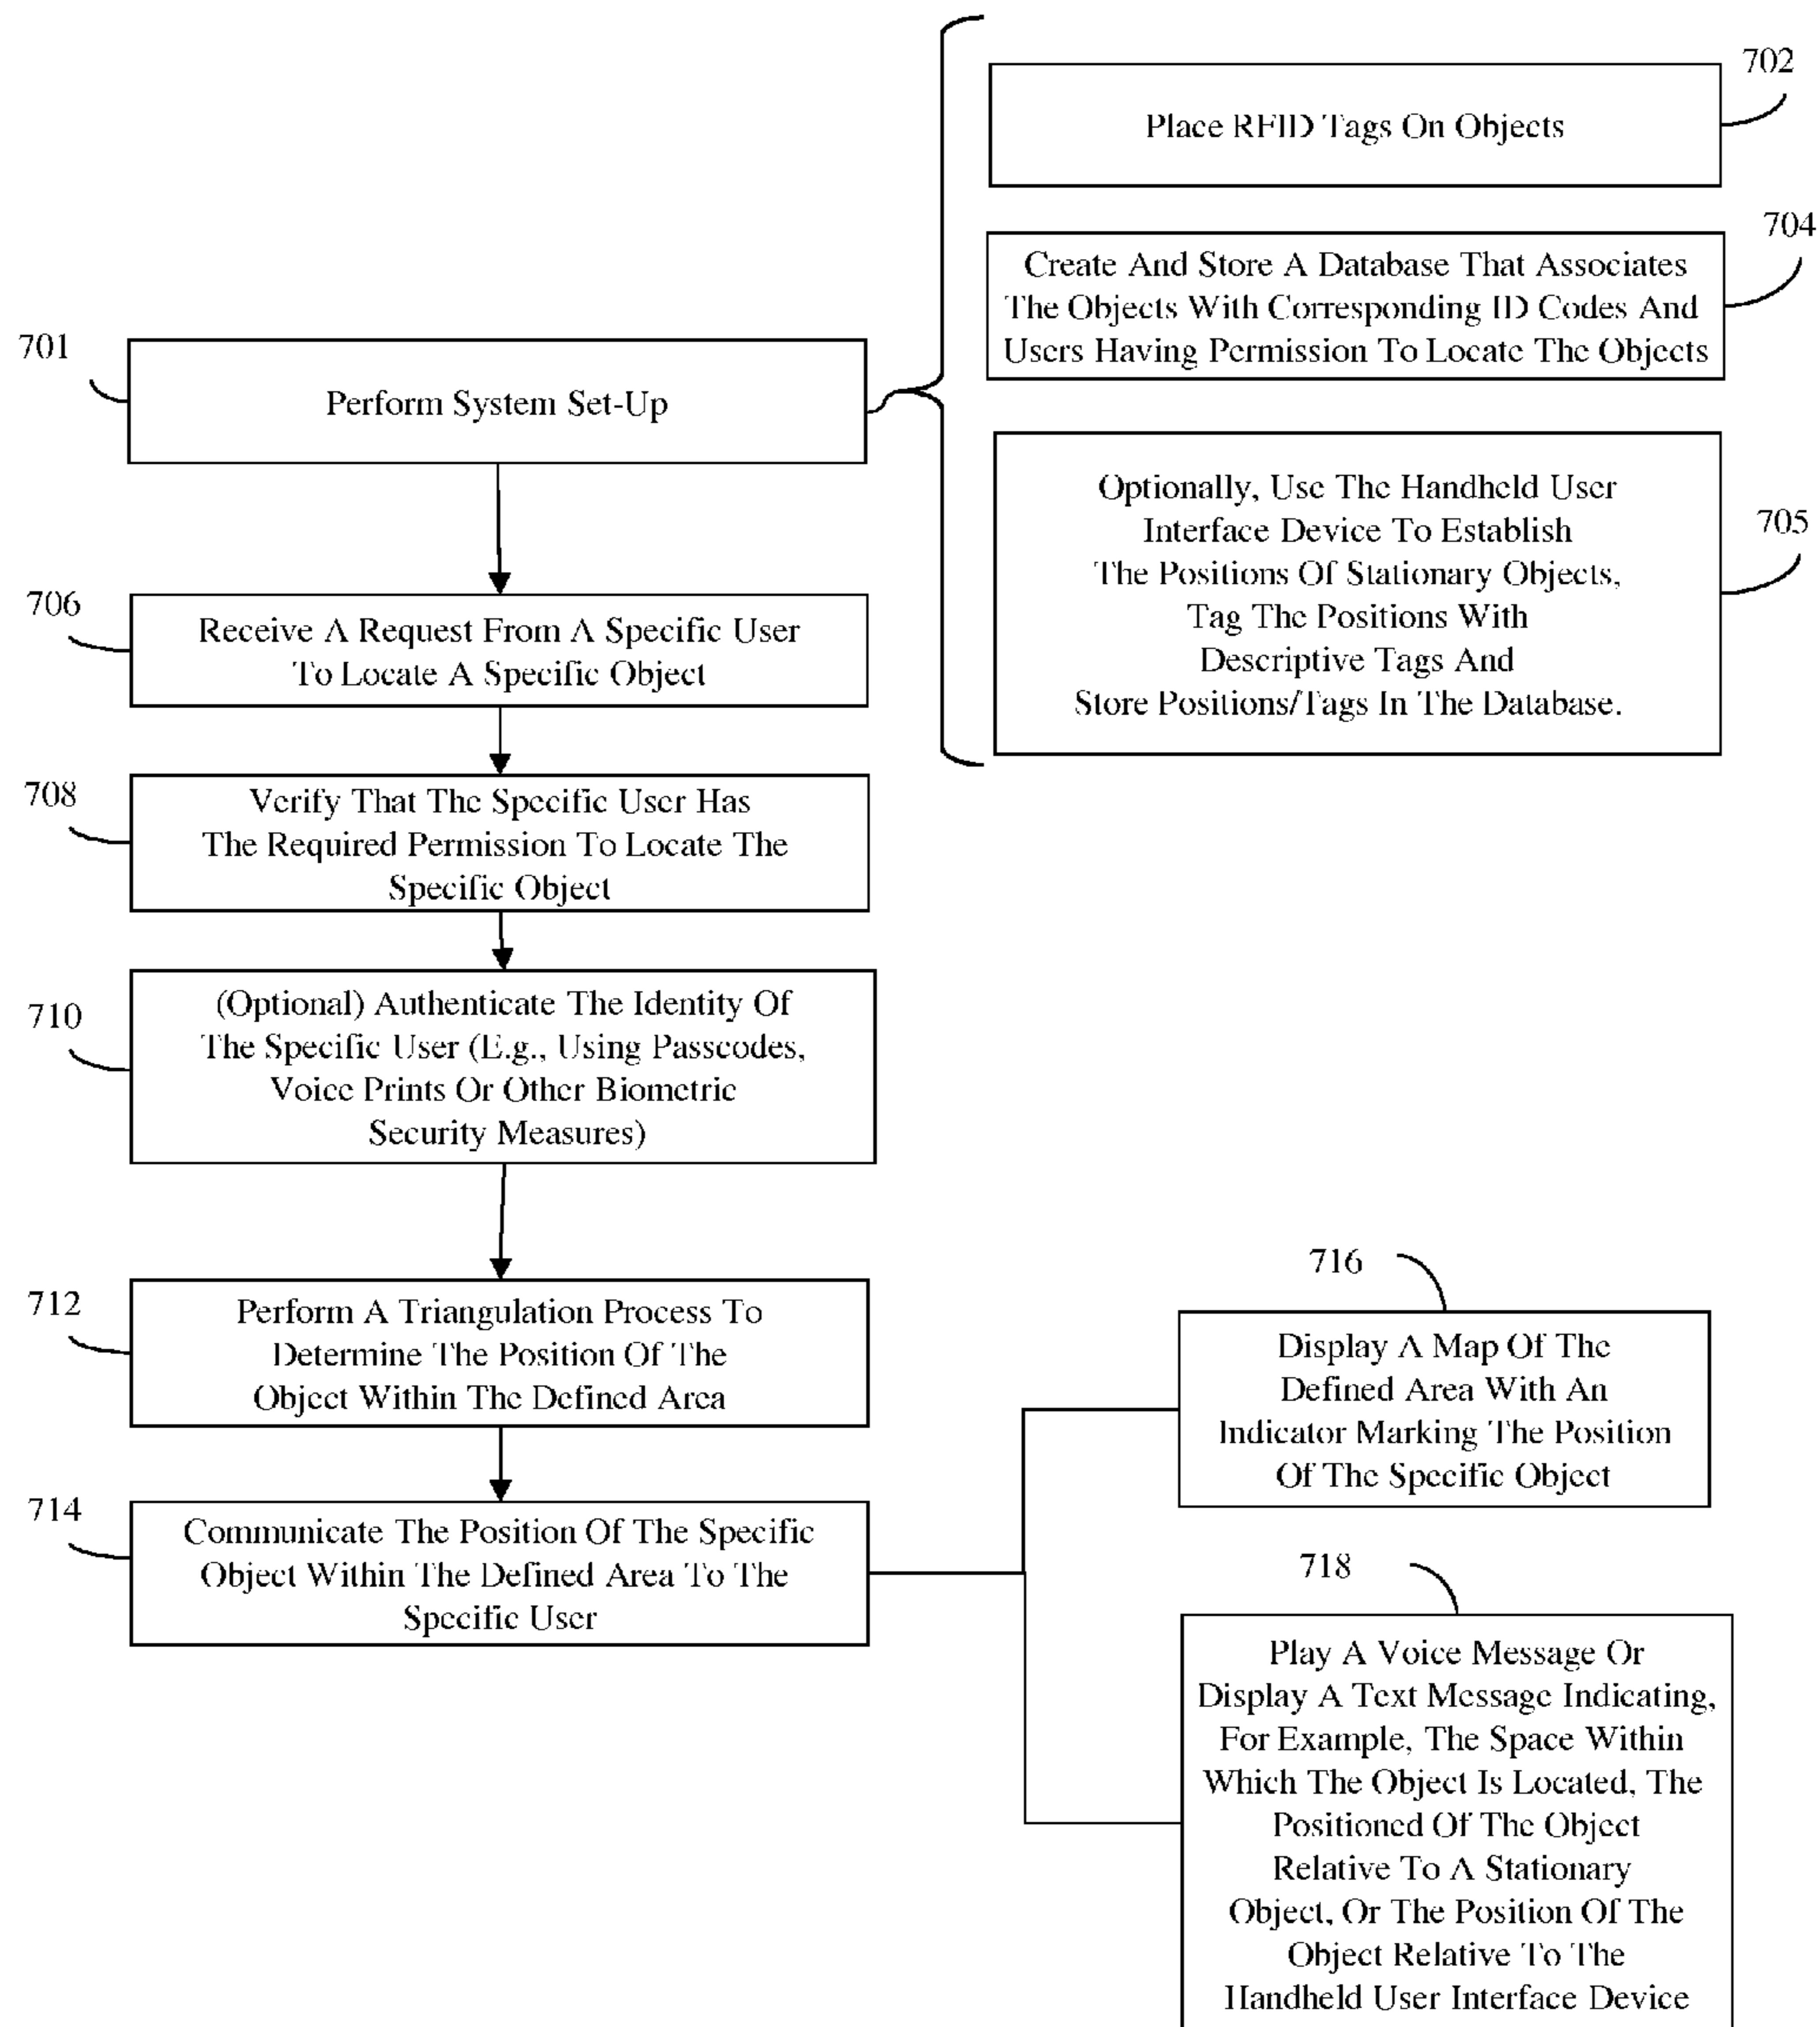 702
Place RFID Tags On Objects
704
Create And Store A Database That Associates
The Objects With Corresponding ID Codes And
Users Having Permission To Locate The Objects
701
Perform System Set-Up
Optionally, Use The Handheld User
Interface Device To Establish
The Positions Of Stationary Objects,
Tag The Positions With
Descriptive Tags And
Store Positions/Tags In The Database.
705
706
Receive A Request From A Specific User
To Locate A Specific Object
708
Verify That The Specific User Has
The Required Permission To Locate The
Specific Object
710
(Optional) Authenticate The Identity Of
The Specific User (E.g., Using Passcodes,
Voice Prints Or Other Biometric
Security Measures)
712
Perform A Triangulation Process To
Determine The Position Of The
Object Within The Defined Area
714
Communicate The Position Of The Specific
Object Within The Defined Area To The
Specific User
716
Display A Map Of The
Defined Area With An
Indicator Marking The Position
Of The Specific Object
718
Play A Voice Message Or
Display A Text Message Indicating,
For Example, The Space Within
Which The Object Is Located, The
Positioned Of The Object
Relative To A Stationary
Object, Or The Position Of The
Object Relative To The
Handheld User Interface Device